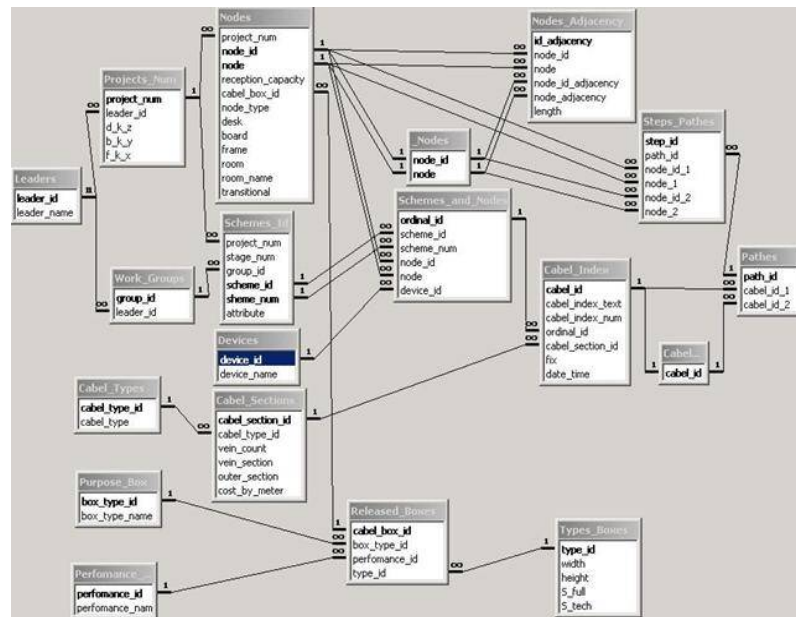 Nodes
project_num
node_id
node
reception_capacity
cabel_box_id
node_type
desk
board
frame
room
room_name
transitional
Nodes_Adjacency
id_adjacency
node_id
node
node_id_adjacency
node_adjacency
length
Projects_Num
project_num
leader_id
d_k_z
b_k_y
f_k_x
Steps_Pathes
step_id
path_id
node_id_1
node_1
node_id_2
node_2
_Nodes
node_id
node
Leaders
leader_id
leader_name
Schemes_and_Nodes
ordinal_id
scheme_id
scheme_num
node_id
node
device_id
Schemes_Id
project_num
stage_num
group_id
scheme_id
sheme_num
attribute
Work_Groups
group_id
leader_id
Pathes
path_id
cabel_id_1
cabel_id_2
Cabel_Index
cabel_id
cabel_index_text
cabel_index_num
ordinal_id
cabel_section_id
fix
date_time
Devices
device_id
device_name
Cabel...
cabel_id
Cabel_Types
cabel_type_id
cabel_type
Cabel_Sections
cabel_section_id
cabel_type_id
vein_count
vein_section
outer_section
cost_by_meter
Purpose_Box
box_type_id
box_type_name
Released_Boxes
cabel_box_id
box_type_id
perfomance_id
type_id
Types_Boxes
type_id
width
height
S_full
S_tech
Perfomance_...
perfomance_id
perfomance_nam